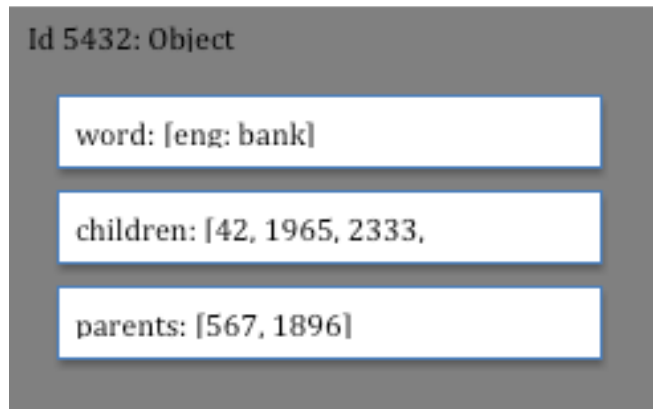 Id 5432: Object
word: [eng: bank]
children: [42, 1965, 2333,
parents: [567, 1896]